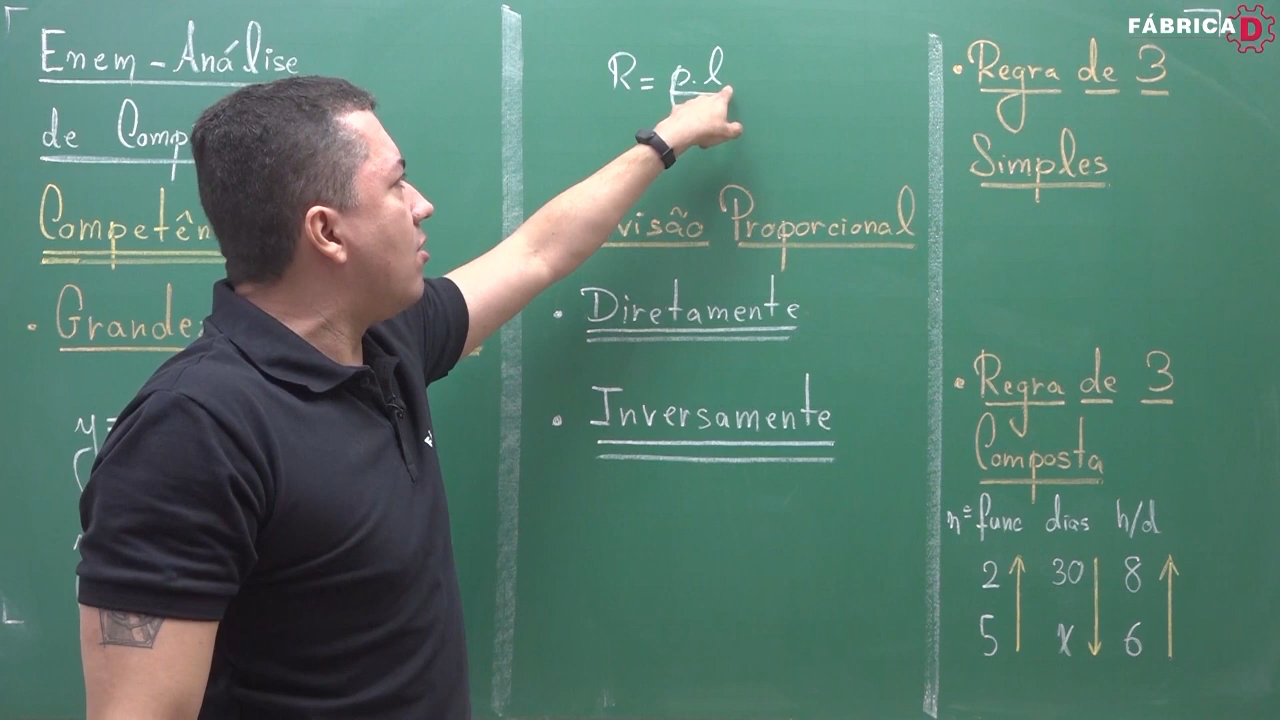 Enem - Análise
de Comp
Competên
• Grande
y=
R = p.l
visão Proporcional
• Diretamente
• Inversamente
FÁBRICA D
• Regra de 3
Simples
• Regra de 3
Composta
nº func dias h/d
2 30 8
5 x 6